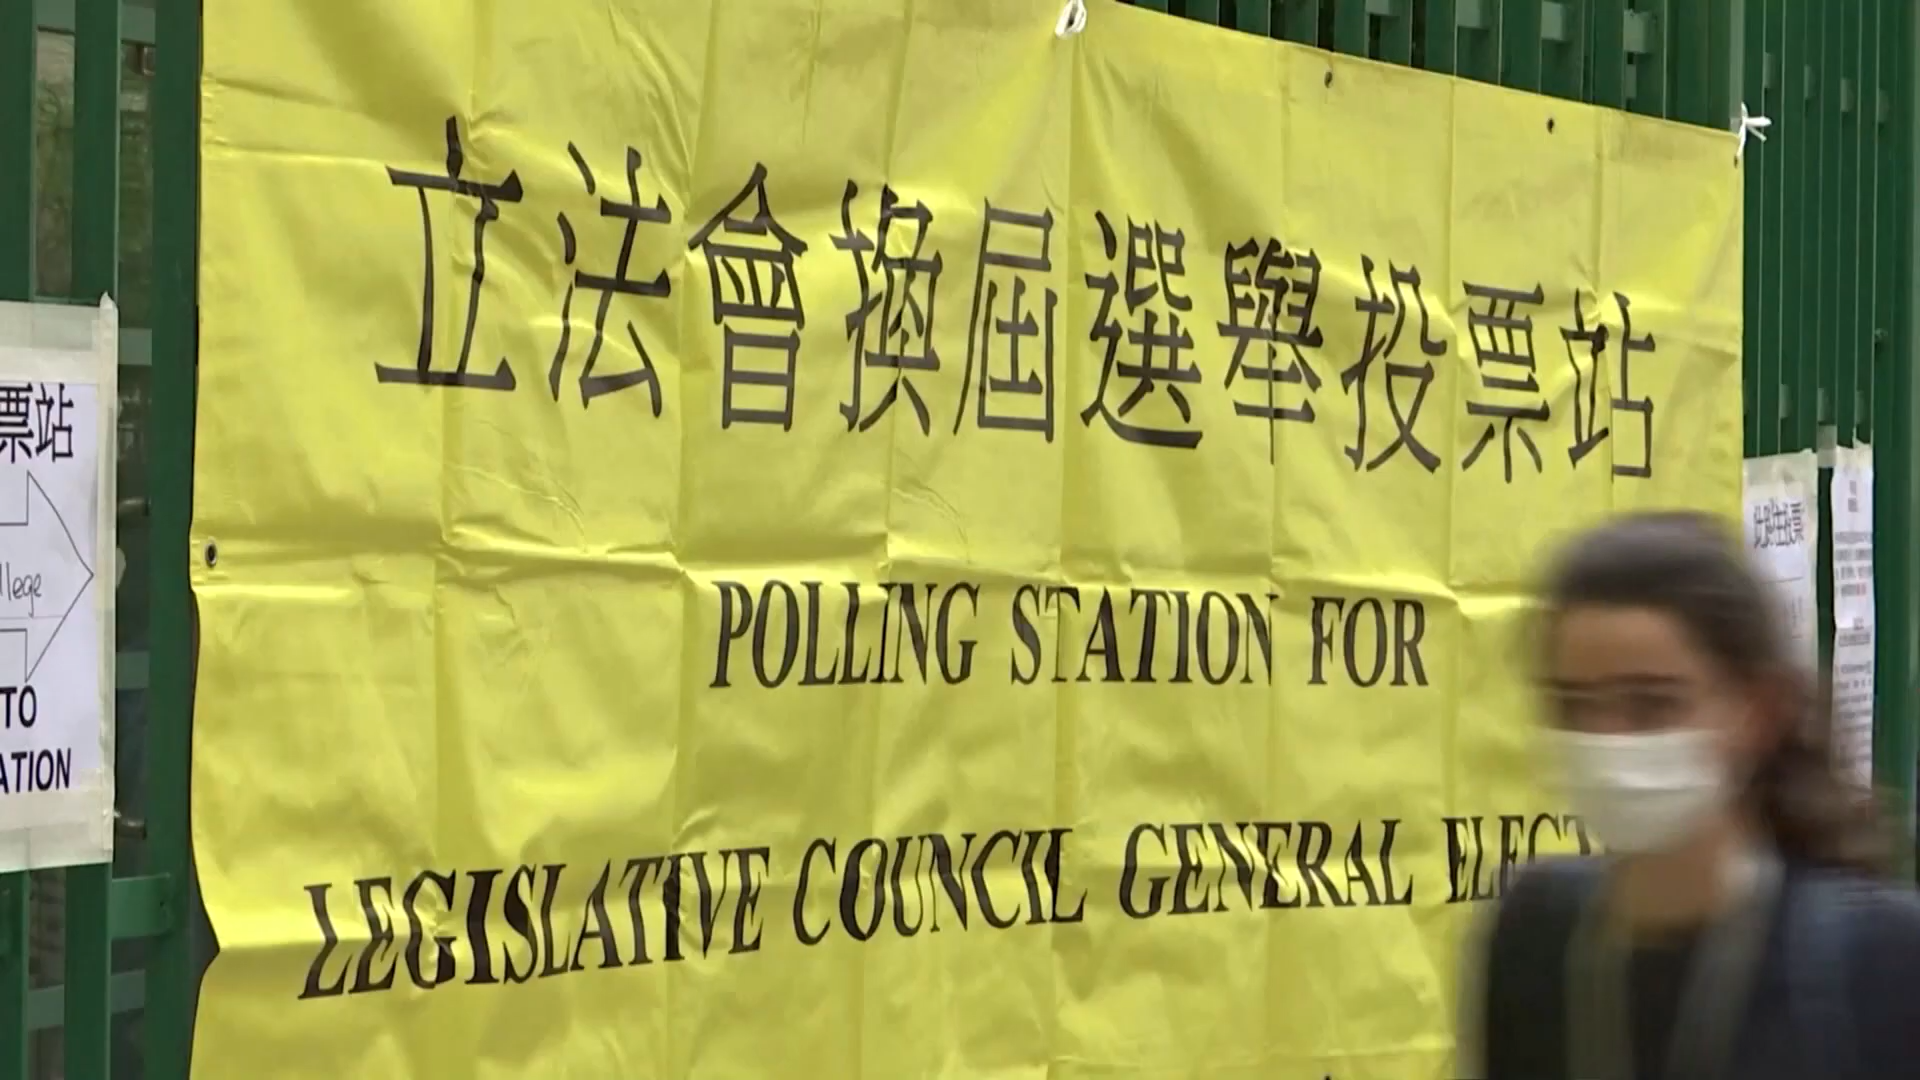 立法會換屆選舉投票站
POLLING STATION FOR
LEGISLATIVE COUNCIL GENERAL ELECT
票站
llege
TO
ATION